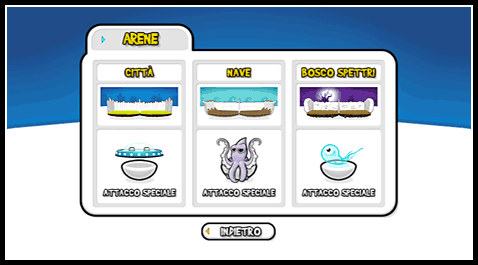 ARENE
CITTÀ NAVE BOSCO SPETTRI
ATTACCO SPECIALE ATTACCO SPECIALE ATTACCO SPECIALE
INDIETRO